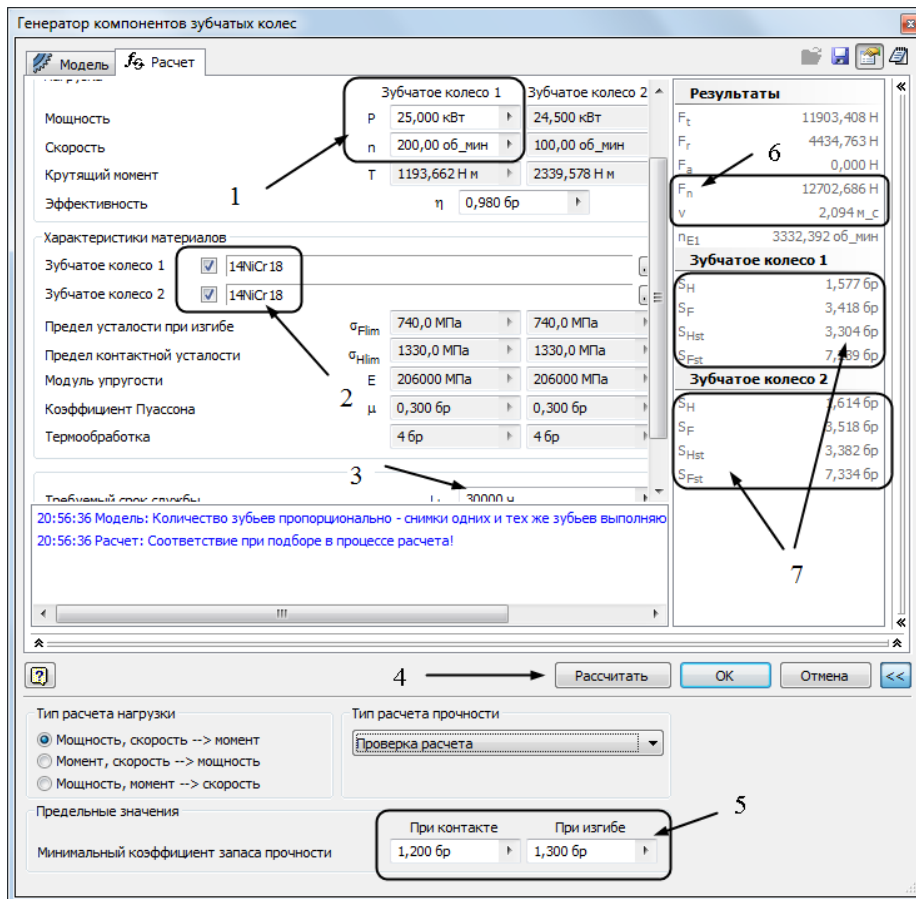 Генератор компонентов зубчатых колес
Модель
Расчет
Зубчатое колесо 1 Зубчатое колесо 2
Мощность P 25,000 кВт 24,500 кВт
Скорость n 200,00 об_мин 100,00 об_мин
Крутящий момент T 1193,662 Н м 2339,578 Н м
Эффективность η 0,980 бр
1
Характеристики материалов
Зубчатое колесо 1 14NiCr18
Зубчатое колесо 2 14NiCr18
Предел усталости при изгибе σFlim 740,0 МПа 740,0 МПа
Предел контактной усталости σHlim 1330,0 МПа 1330,0 МПа
Модуль упругости E 206000 МПа 206000 МПа
Коэффициент Пуассона μ 0,300 бр 0,300 бр
Термообработка 4 бр 4 бр
2
3
Требуемый срок службы 30000 ч
20:56:36 Модель: Количество зубьев пропорционально - снимки одних и тех же зубьев выполняю
20:56:36 Расчет: Соответствие при подборе в процессе расчета!
Результаты
Ft 11903,408 Н
Fr 4434,763 Н
Fa 0,000 Н
Fn 12702,686 Н
v 2,094 м_с
nE1 3332,392 об_мин
6
Зубчатое колесо 1
SH 1,577 бр
SF 3,418 бр
SHst 3,304 бр
SFst
Зубчатое колесо 2
SH 1,614 бр
SF 3,518 бр
SHst 3,382 бр
SFst 7,334 бр
7
4
Рассчитать OK Отмена <<
Тип расчета нагрузки
Мощность, скорость --> момент
Момент, скорость --> мощность
Мощность, момент --> скорость
Тип расчета прочности
Проверка расчета
Предельные значения
При контакте При изгибе
Минимальный коэффициент запаса прочности 1,200 бр 1,300 бр
5